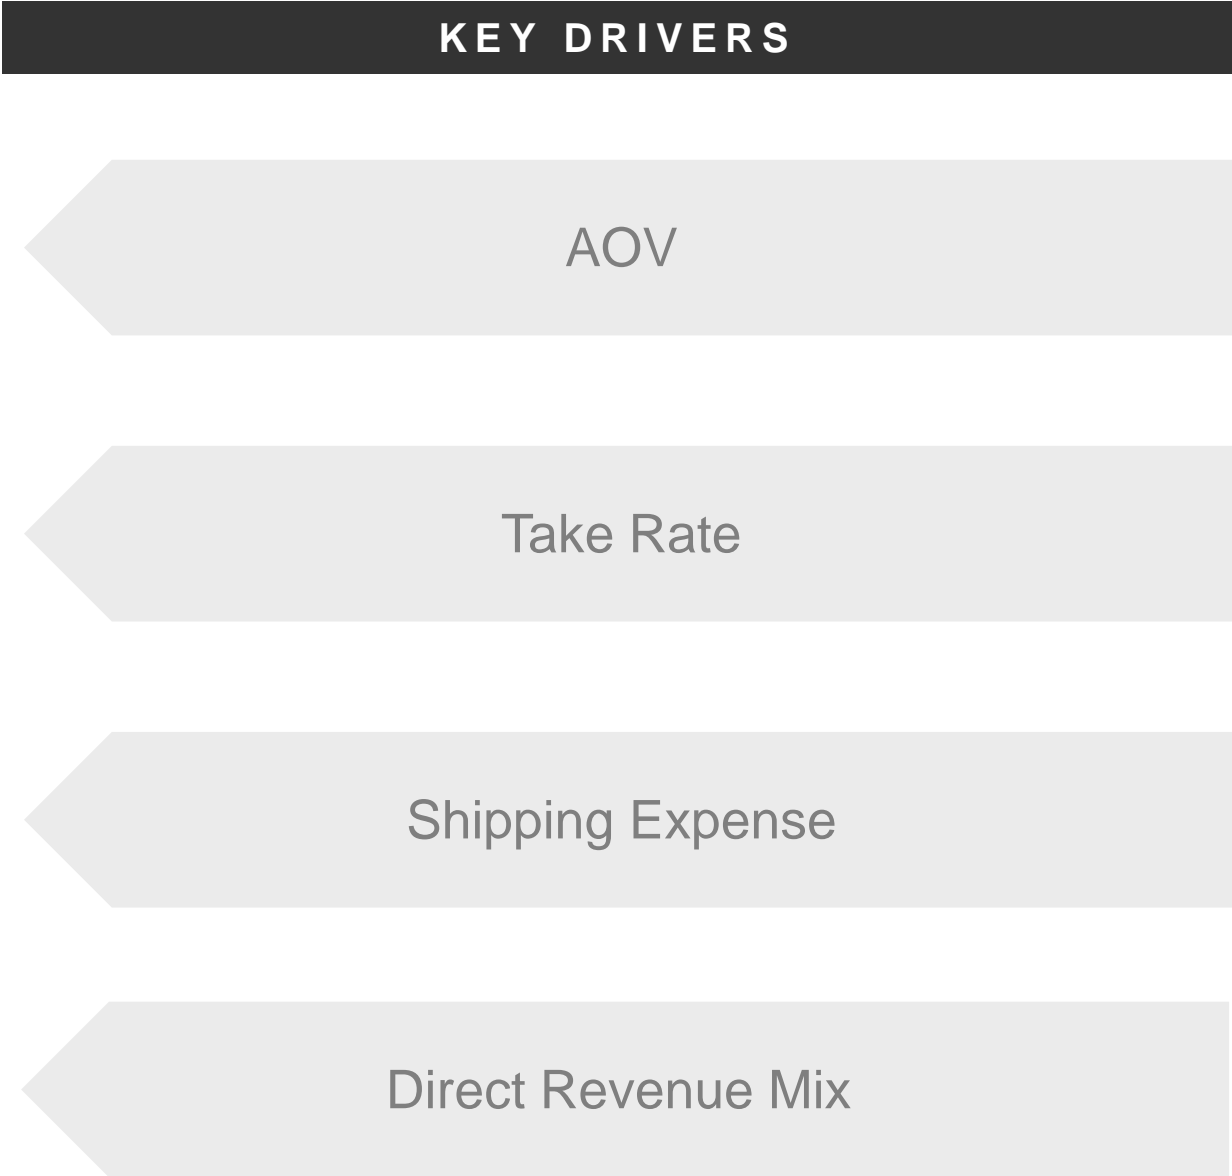 KEY DRIVERS
AOV
Take Rate
Shipping Expense
Direct Revenue Mix